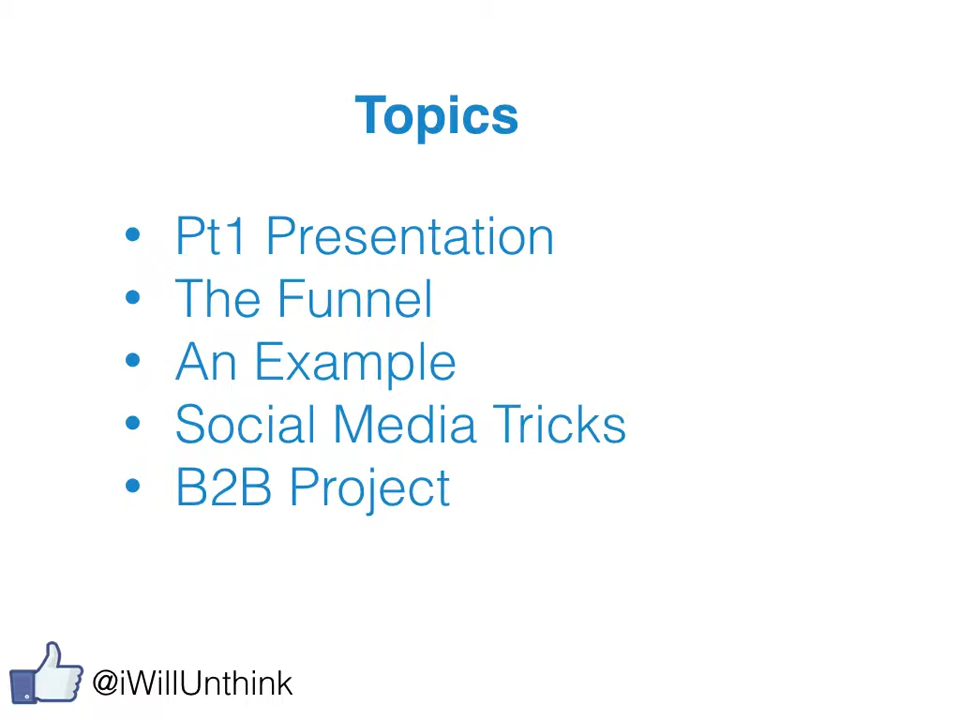 Topics
• Pt1 Presentation
• The Funnel
• An Example
• Social Media Tricks
• B2B Project
@iWillUnthink